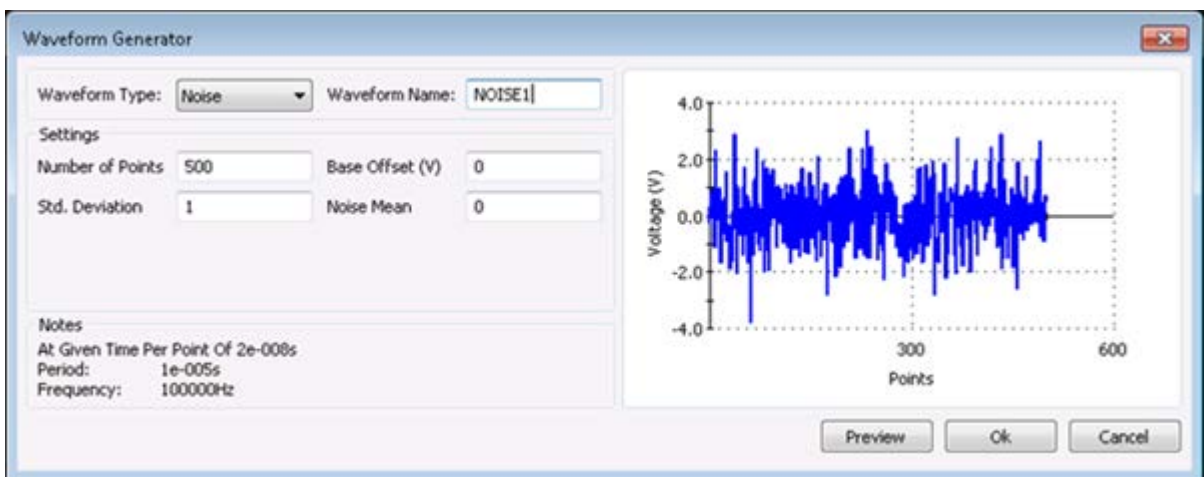 Waveform Generator
Waveform Type: Noise Waveform Name: NOISE1
Settings
Number of Points 500 Base Offset (V) 0
Std. Deviation 1 Noise Mean 0
Notes
At Given Time Per Point Of 2e-008s
Period: 1e-005s
Frequency: 100000Hz
4.0
2.0
0.0
-2.0
-4.0
Voltage (V)
300 600
Points
Preview Ok Cancel